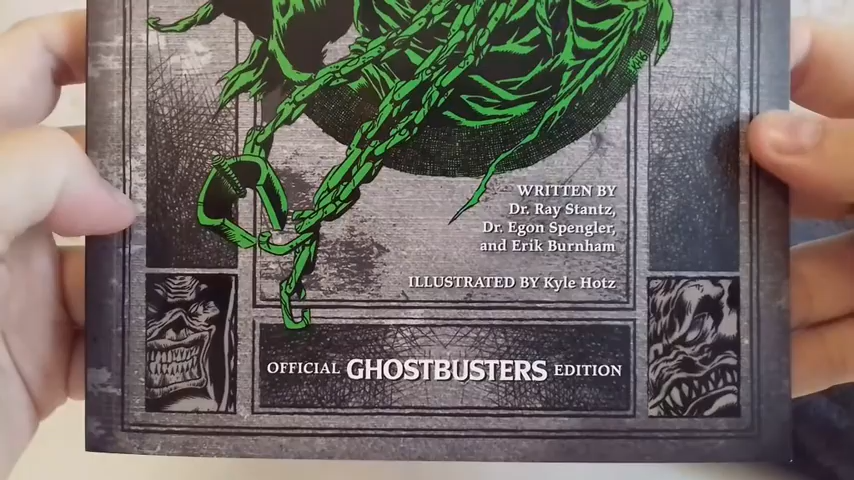 WRITTEN BY
Dr. Ray Stantz,
Dr. Egon Spengler,
and Erik Burnham
ILLUSTRATED BY Kyle Hotz
OFFICIAL GHOSTBUSTERS EDITION